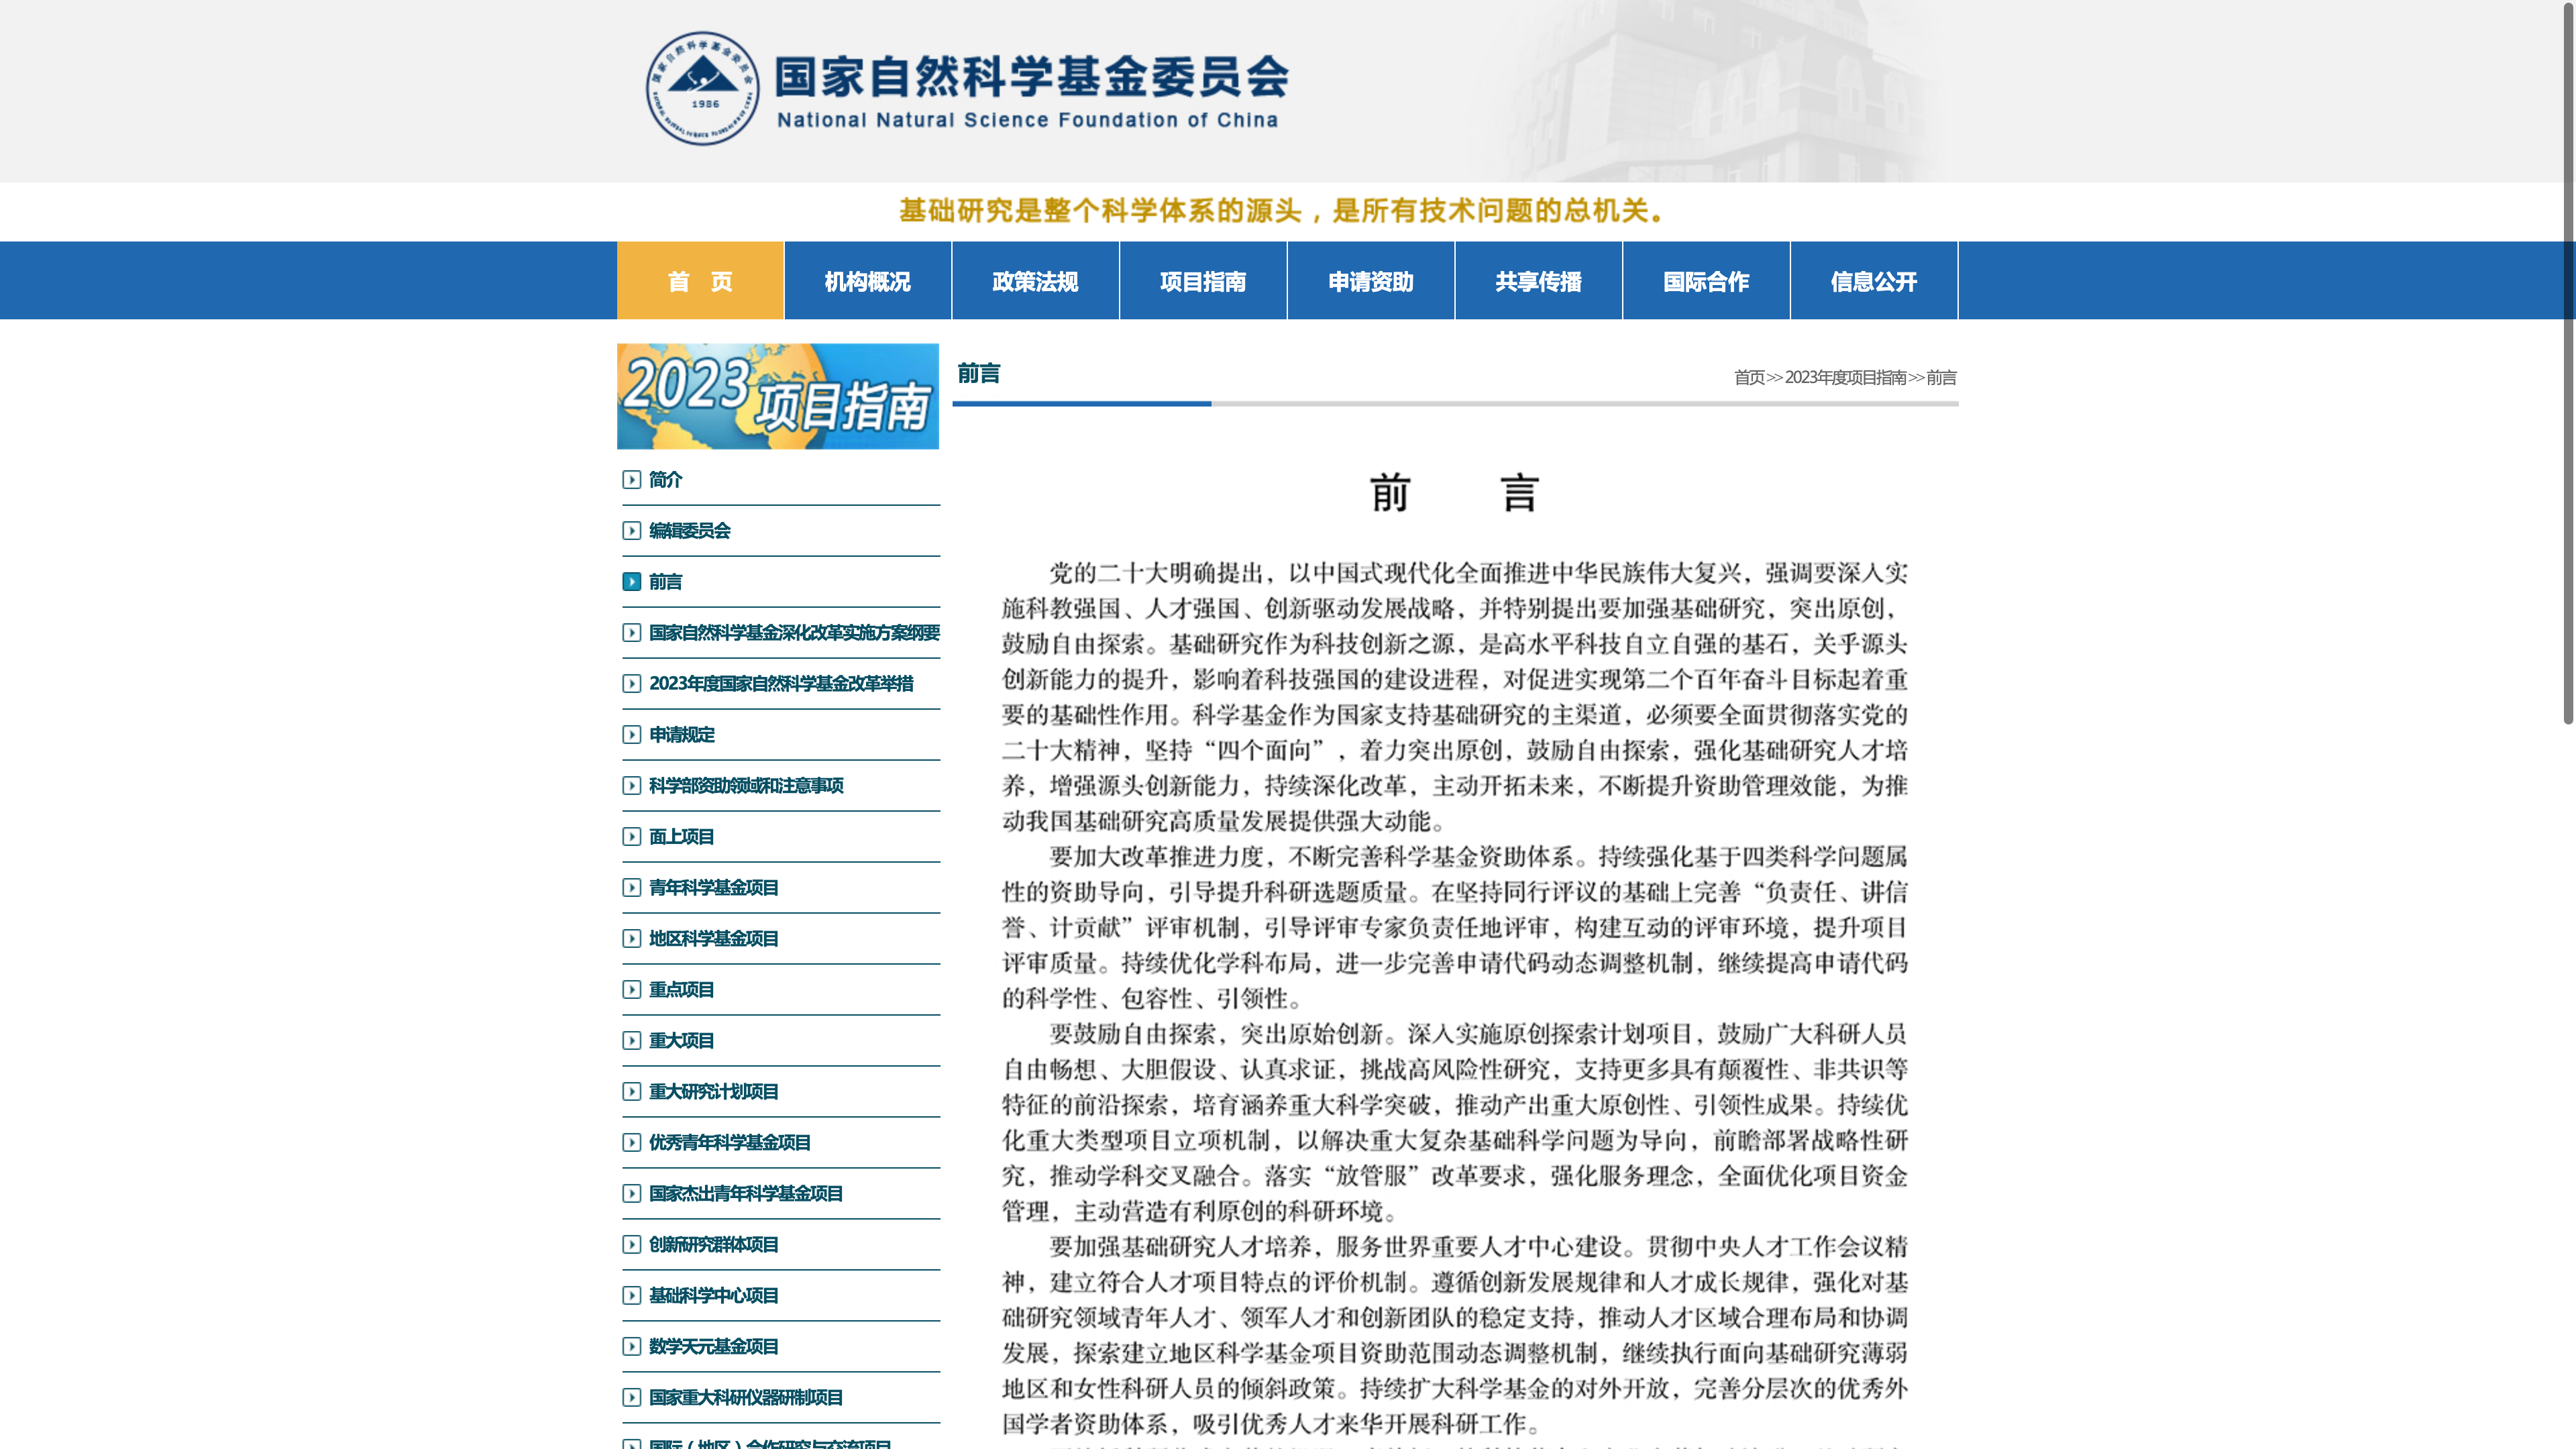 国家自然科学基金委员会
National Natural Science Foundation of China
1986
基础研究是整个科学体系的源头，是所有技术问题的总机关。
首 页
机构概况
政策法规
项目指南
申请资助
共享传播
国际合作
信息公开
2023 项目指南
简介
编辑委员会
前言
国家自然科学基金深化改革实施方案纲要
2023年度国家自然科学基金改革举措
申请规定
科学部资助领域和注意事项
面上项目
青年科学基金项目
地区科学基金项目
重点项目
重大项目
重大研究计划项目
优秀青年科学基金项目
国家杰出青年科学基金项目
创新研究群体项目
基础科学中心项目
数学天元基金项目
国家重大科研仪器研制项目
国际（地区）合作研究与交流项目
前言
首页>> 2023年度项目指南>> 前言
前 言
党的二十大明确提出，以中国式现代化全面推进中华民族伟大复兴，强调要深入实
施科教强国、人才强国、创新驱动发展战略，并特别提出要加强基础研究，突出原创，
鼓励自由探索。基础研究作为科技创新之源，是高水平科技自立自强的基石，关乎源头
创新能力的提升，影响着科技强国的建设进程，对促进实现第二个百年奋斗目标起着重
要的基础性作用。科学基金作为国家支持基础研究的主渠道，必须要全面贯彻落实党的
二十大精神，坚持“四个面向”，着力突出原创，鼓励自由探索，强化基础研究人才培
养，增强源头创新能力，持续深化改革，主动开拓未来，不断提升资助管理效能，为推
动我国基础研究高质量发展提供强大动能。
要加大改革推进力度，不断完善科学基金资助体系。持续强化基于四类科学问题属
性的资助导向，引导提升科研选题质量。在坚持同行评议的基础上完善“负责任、讲信
誉、计贡献”评审机制，引导评审专家负责任地评审，构建互动的评审环境，提升项目
评审质量。持续优化学科布局，进一步完善申请代码动态调整机制，继续提高申请代码
的科学性、包容性、引领性。
要鼓励自由探索，突出原始创新。深入实施原创探索计划项目，鼓励广大科研人员
自由畅想、大胆假设、认真求证，挑战高风险性研究，支持更多具有颠覆性、非共识等
特征的前沿探索，培育涵养重大科学突破，推动产出重大原创性、引领性成果。持续优
化重大类型项目立项机制，以解决重大复杂基础科学问题为导向，前瞻部署战略性研
究，推动学科交叉融合。落实“放管服”改革要求，强化服务理念，全面优化项目资金
管理，主动营造有利原创的科研环境。
要加强基础研究人才培养，服务世界重要人才中心建设。贯彻中央人才工作会议精
神，建立符合人才项目特点的评价机制。遵循创新发展规律和人才成长规律，强化对基
础研究领域青年人才、领军人才和创新团队的稳定支持，推动人才区域合理布局和协调
发展，探索建立地区科学基金项目资助范围动态调整机制，继续执行面向基础研究薄弱
地区和女性科研人员的倾斜政策。持续扩大科学基金的对外开放，完善分层次的优秀外
国学者资助体系，吸引优秀人才来华开展科研工作。